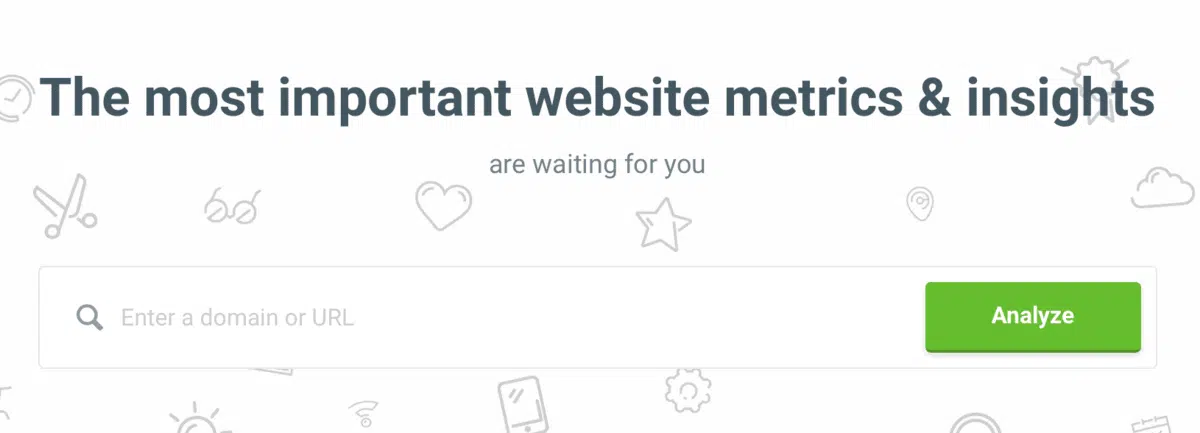 The most important website metrics & insights
are waiting for you
Enter a domain or URL
Analyze